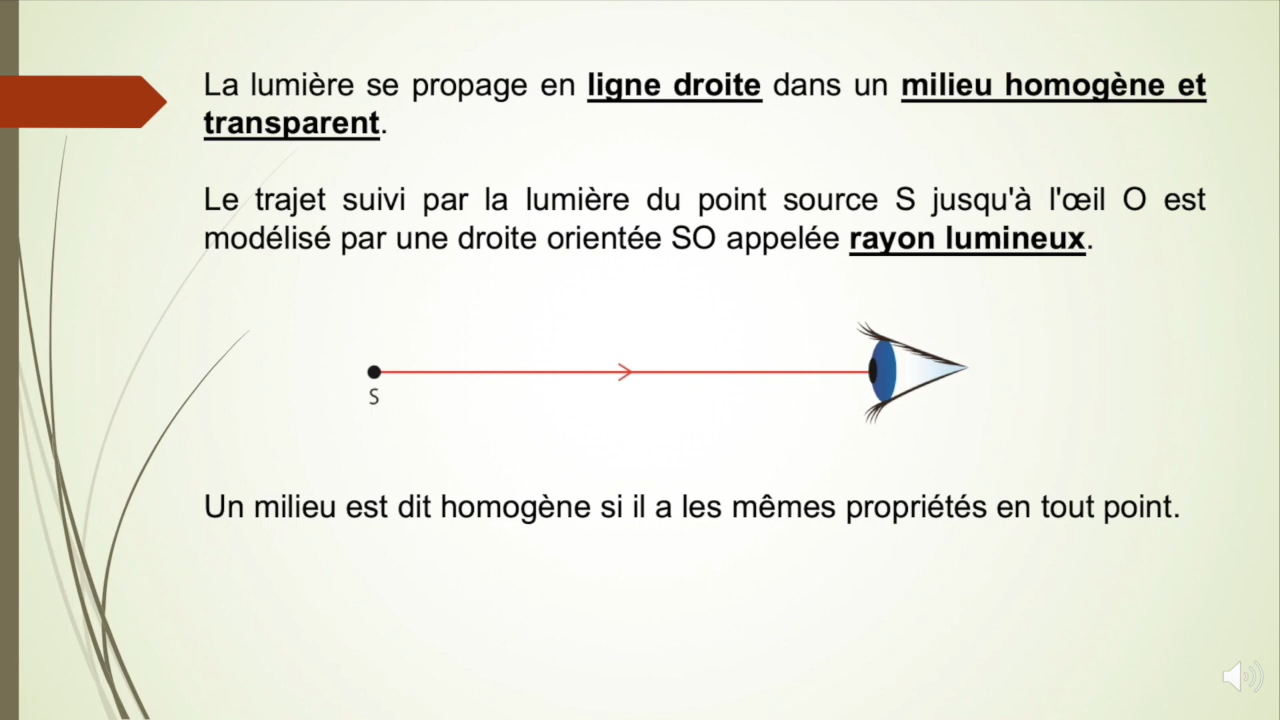 La lumière se propage en ligne droite dans un milieu homogène et
transparent.
Le trajet suivi par la lumière du point source S jusqu'à l'œil O est
modélisé par une droite orientée SO appelée rayon lumineux.
S
Un milieu est dit homogène si il a les mêmes propriétés en tout point.